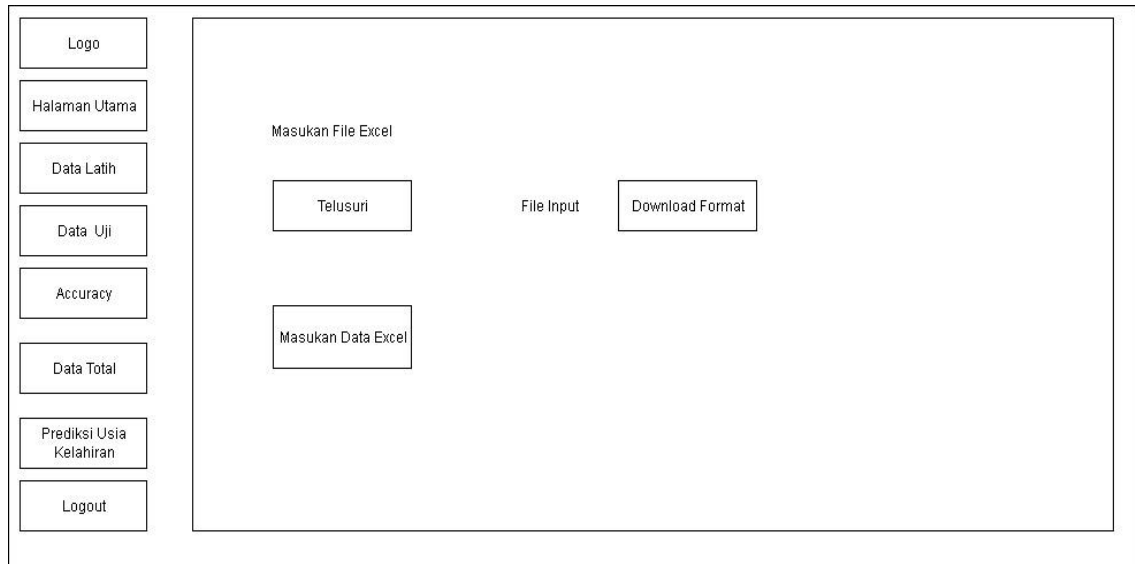 Logo
Halaman Utama
Data Latih
Data Uji
Accuracy
Data Total
Prediksi Usia
Kelahiran
Logout
Masukan File Excel
Telusuri
File Input
Download Format
Masukan Data Excel